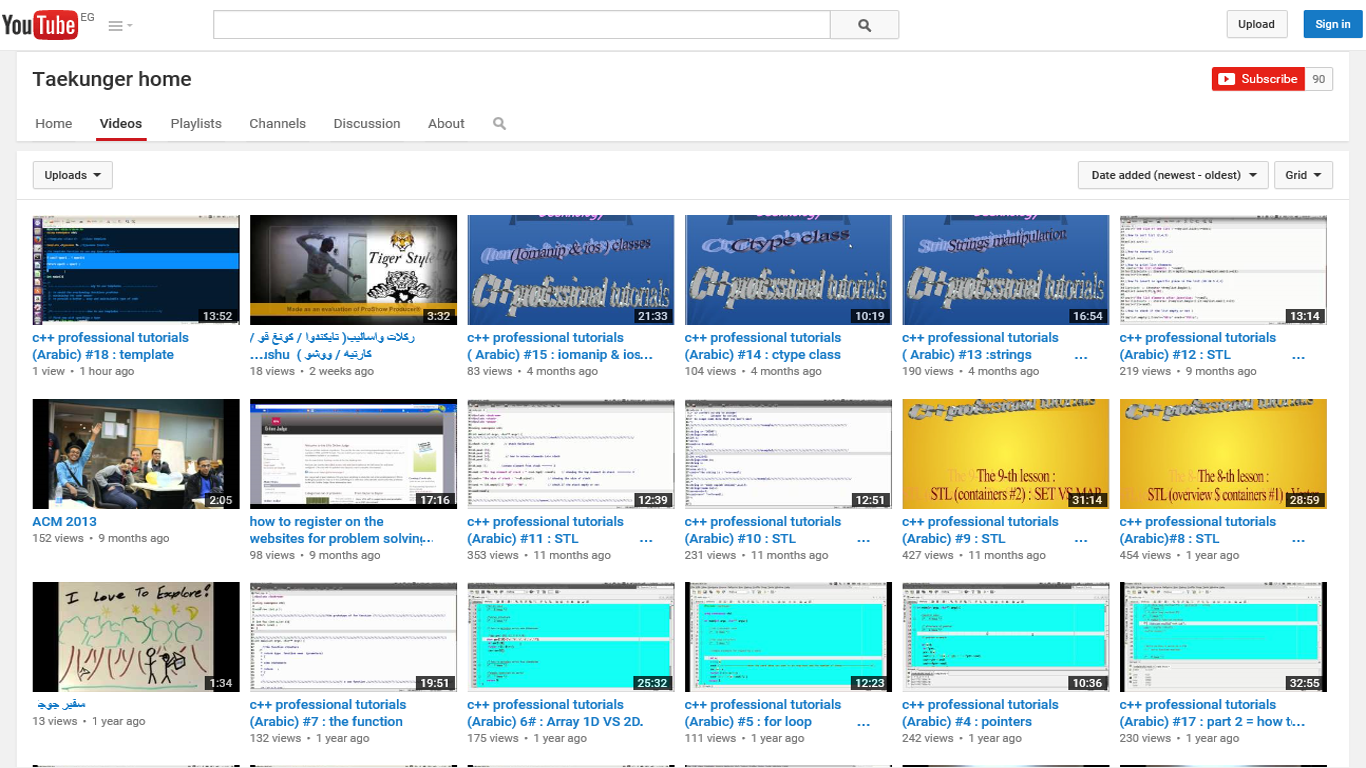 YouTube EG
Upload
Sign in
Taekunger home
Subscribe 90
Home Videos Playlists Channels Discussion About
Uploads
Date added (newest - oldest)
Grid
13:52
c++ professional tutorials
(Arabic) #18 : template
1 view • 1 hour ago
Tiger Style
Made as an evaluation of ProShow Producer®
3:32
ركلات واساليب( تايكندوا / كونغ فو /
كاراتيه / ووشو ) ushu...
18 views • 2 weeks ago
(Iomanip & ios) classes
C++ professional tutorials
21:33
c++ professional tutorials
( Arabic) #15 : iomanip & ios...
83 views • 4 months ago
Ctype class
C++ professional tutorials
10:19
c++ professional tutorials
(Arabic) #14 : ctype class
104 views • 4 months ago
Strings manipulation
C++ professional tutorials
16:54
c++ professional tutorials
( Arabic) #13 :strings ...
190 views • 4 months ago
13:14
c++ professional tutorials
(Arabic) #12 : STL ...
219 views • 9 months ago
2:05
ACM 2013
152 views • 9 months ago
17:16
how to register on the
websites for problem solving...
98 views • 9 months ago
12:39
c++ professional tutorials
(Arabic) #11 : STL ...
353 views • 11 months ago
12:51
c++ professional tutorials
(Arabic) #10 : STL ...
231 views • 11 months ago
C++ professional tutorials
The 9-th lesson :
STL (containers #2) : SET VS MAP
31:14
c++ professional tutorials
(Arabic) #9 : STL ...
427 views • 11 months ago
C++ professional tutorials
The 8-th lesson :
STL (overview $ containers #1)
28:59
c++ professional tutorials
(Arabic)#8 : STL ...
454 views • 1 year ago
I Love To Explore!
1:34
سفير جوجل
13 views • 1 year ago
19:51
c++ professional tutorials
(Arabic) #7 : the function
132 views • 1 year ago
25:32
c++ professional tutorials
(Arabic) 6# : Array 1D VS 2D.
175 views • 1 year ago
12:23
c++ professional tutorials
(Arabic) #5 : for loop ...
111 views • 1 year ago
10:36
c++ professional tutorials
(Arabic) #4 : pointers
242 views • 1 year ago
32:55
c++ professional tutorials
(Arabic) #17 : part 2 = how t...
230 views • 1 year ago